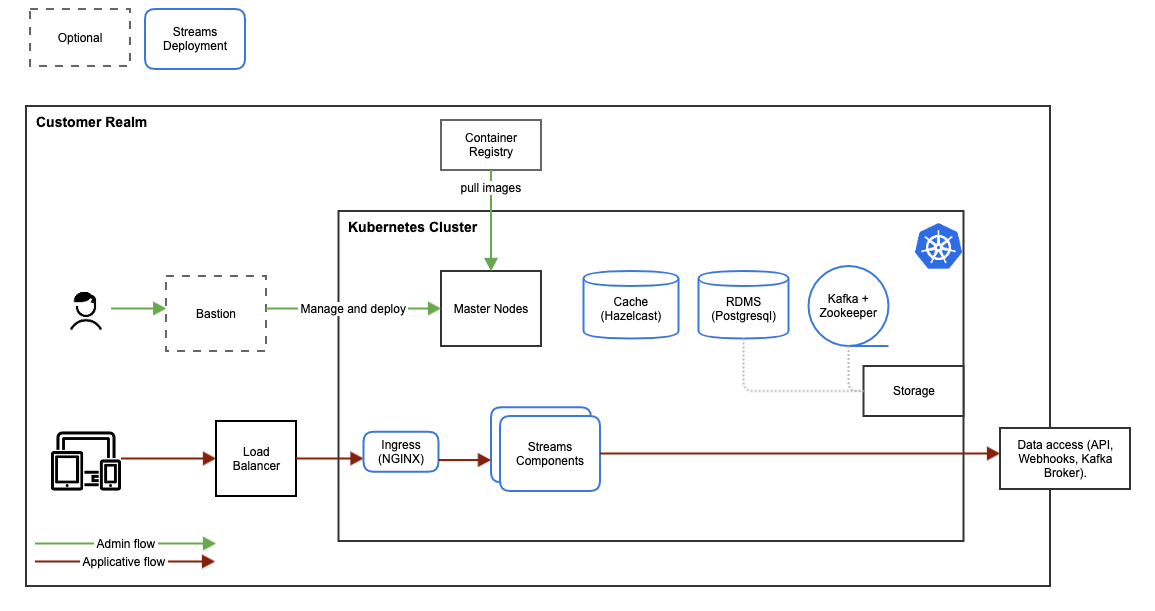 Optional
Streams
Deployment
Customer Realm
Container
Registry
pull images
Kubernetes Cluster
Bastion
Manage and deploy
Master Nodes
Cache
(Hazelcast)
RDMS
(Postgresql)
Kafka +
Zookeeper
Storage
Load
Balancer
Ingress
(NGINX)
Streams
Components
Data access (API,
Webhooks, Kafka
Broker).
Admin flow
Applicative flow